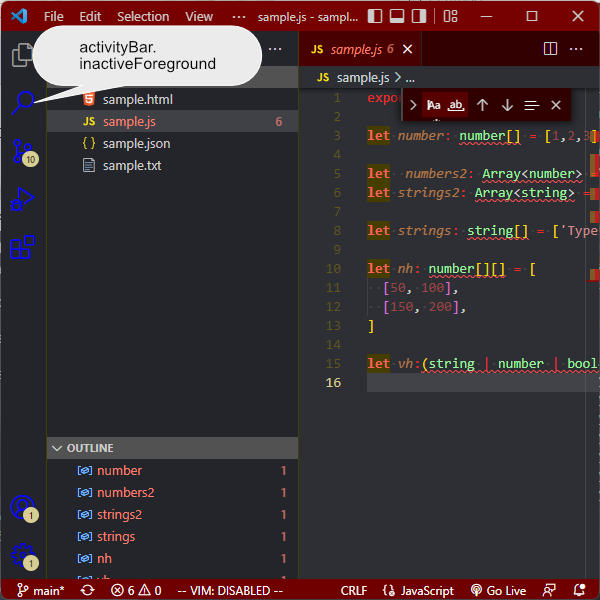 File Edit Selection View ··· sample.js - sampl...
activityBar.
inactiveForeground
···
sample.html
sample.js 6
sample.json
sample.txt
10
OUTLINE
number 1
numbers2 1
strings2 1
strings 1
nh 1
1
1
JS sample.js 6
···
JS sample.js > ...
Aa ab
1 expo
2
3 let number: number[] = [1,2,3
4
5 let numbers2: Array<number>
6 let strings2: Array<string> =
7
8 let strings: string[] = ['Type
9
10 let nh: number[][] = [
11 [50, 100],
12 [150, 200],
13 ]
14
15 let vh:(string | number | bool
16
main* 6 0 -- VIM: DISABLED -- CRLF {} JavaScript Go Live